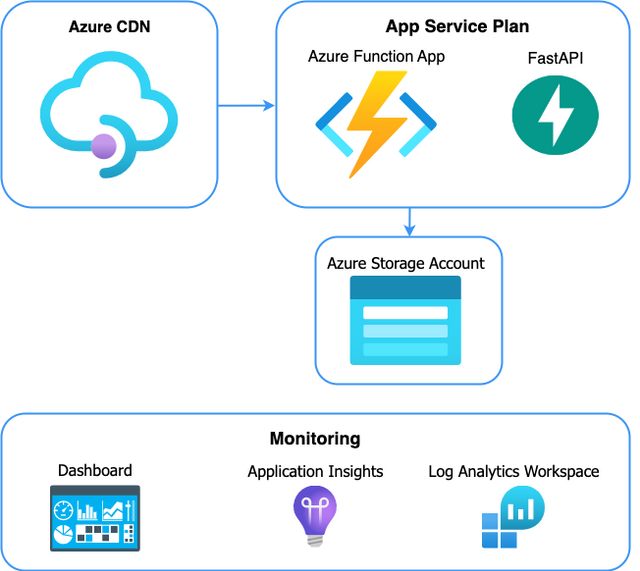 Azure CDN
App Service Plan
Azure Function App
FastAPI
Azure Storage Account
Monitoring
Dashboard
Application Insights
Log Analytics Workspace